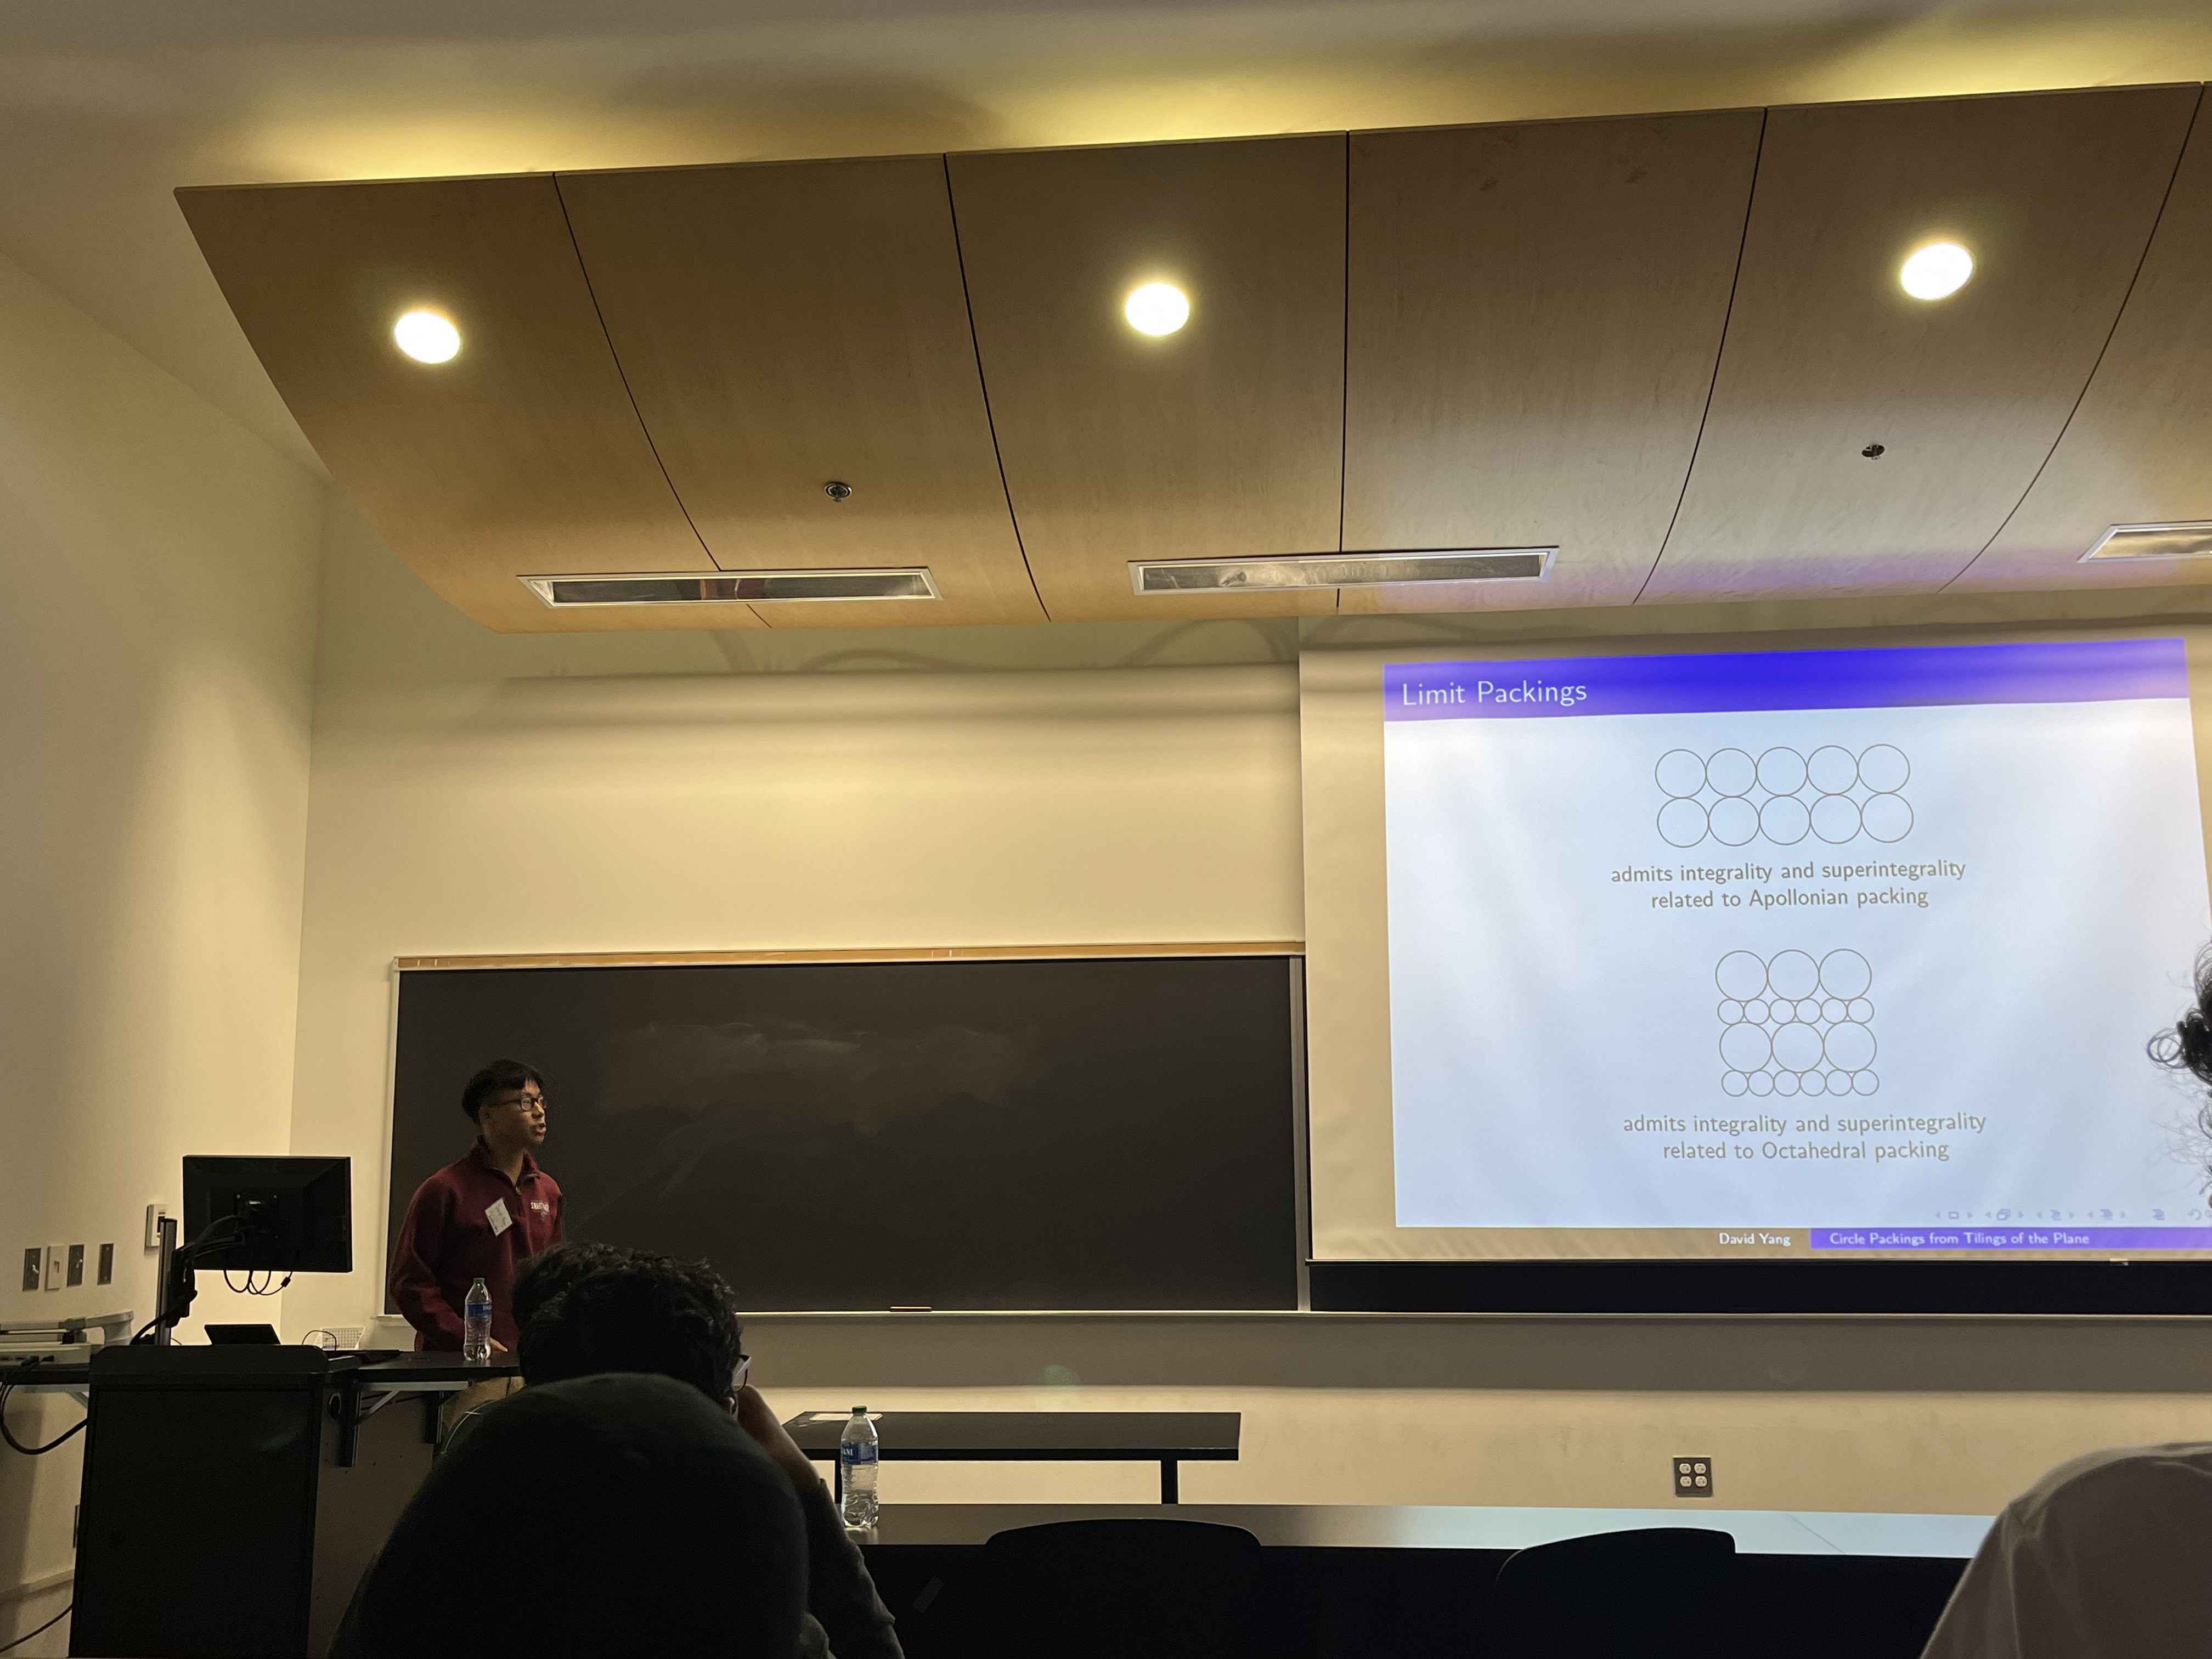 Limit Packings
admits integrality and superintegrality
related to Apollonian packing
admits integrality and superintegrality
related to Octahedral packing
David Yang
Circle Packings from Tilings of the Plane